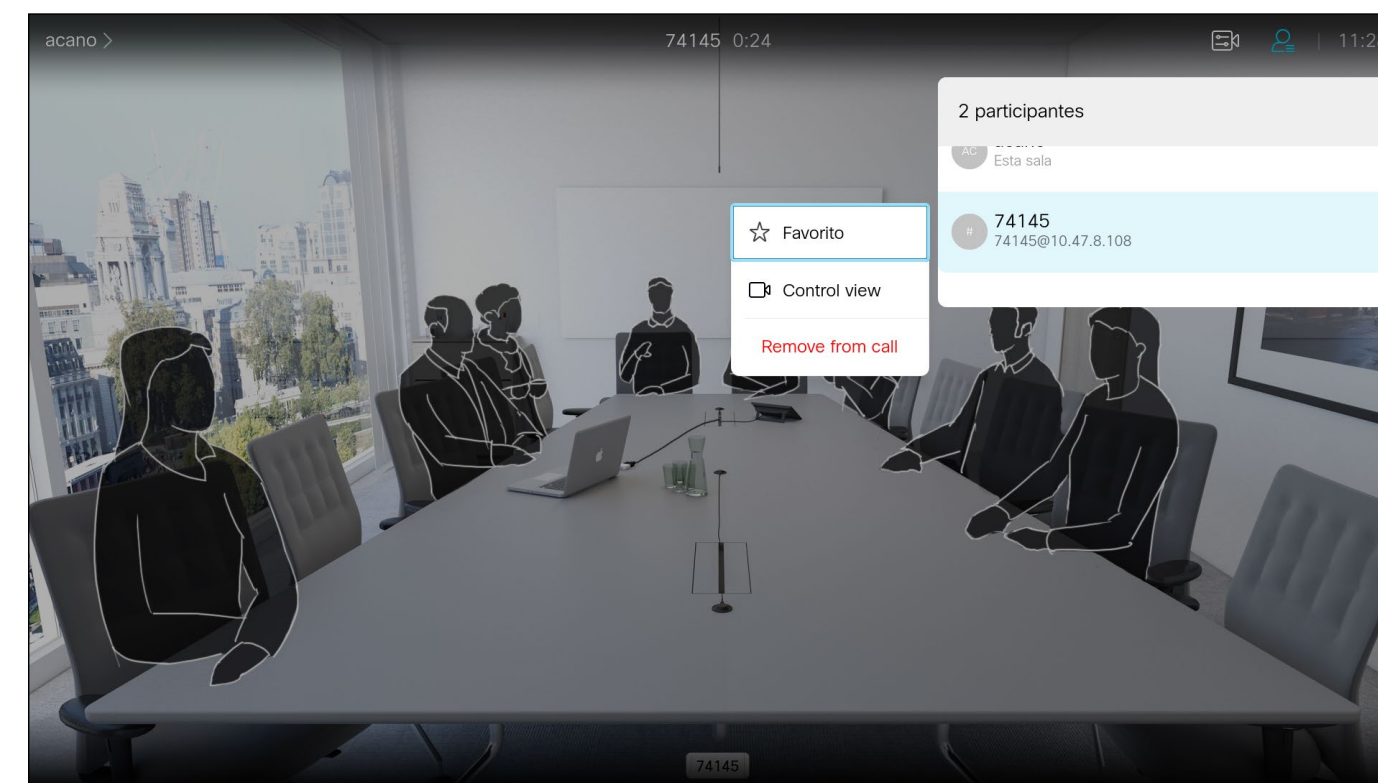 acano >
74145 0:24
11:2
2 participantes
AC
Esta sala
#
74145
74145@10.47.8.108
Favorito
Control view
Remove from call
74145